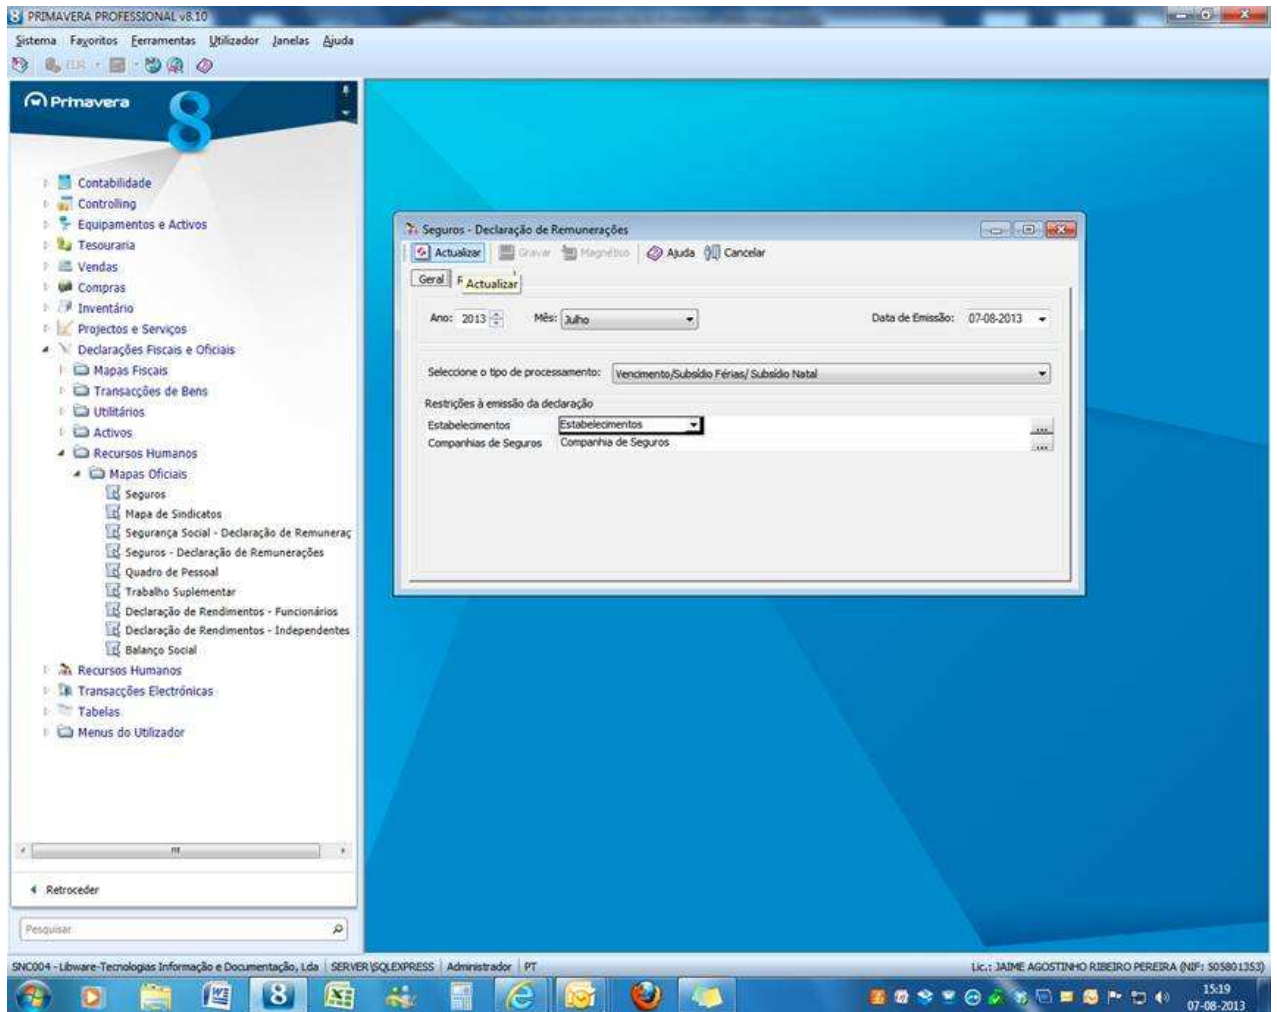 PRIMAVERA PROFESSIONAL v8.10
Sistema Favoritos Ferramentas Utilizador Janelas Ajuda
EUR
Primavera
8
Contabilidade
Controlling
Equipamentos e Activos
Tesouraria
Vendas
Compras
Inventário
Projectos e Serviços
Declarações Fiscais e Oficiais
Mapas Fiscais
Transacções de Bens
Utilitários
Activos
Recursos Humanos
Mapas Oficiais
Seguros
Mapa de Sindicatos
Segurança Social - Declaração de Remuneraç
Seguros - Declaração de Remunerações
Quadro de Pessoal
Trabalho Suplementar
Declaração de Rendimentos - Funcionários
Declaração de Rendimentos - Independentes
Balanço Social
Recursos Humanos
Transacções Electrónicas
Tabelas
Menus do Utilizador
Retroceder
Pesquisar
Seguros - Declaração de Remunerações
Actualizar Gravar Magnético Ajuda Cancelar
Geral
Actualizar
Ano: 2013 Mês: Julho Data de Emissão: 07-08-2013
Seleccione o tipo de processamento: Vencimento/Subsídio Férias/ Subsídio Natal
Restrições à emissão da declaração
Estabelecimentos Estabelecimentos ...
Companhias de Seguros Companhia de Seguros ...
SNC004 - Libware-Tecnologias Informação e Documentação, Lda SERVER\SQLEXPRESS Administrador PT Lic.: JAIME AGOSTINHO RIBEIRO PEREIRA (NIF: 505801353)
8
15:19
07-08-2013